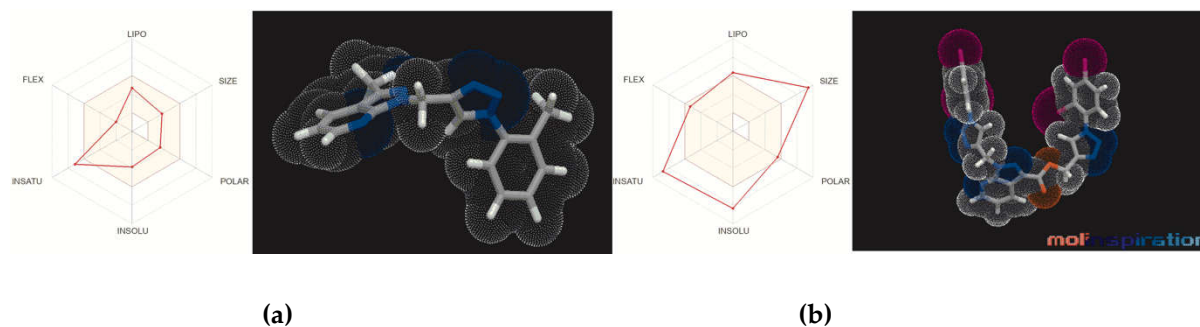 LIPO
FLEX
SIZE
INSATU
POLAR
INSOLU
LIPO
FLEX
SIZE
INSATU
POLAR
INSOLU
molinspiration
(a)
(b)